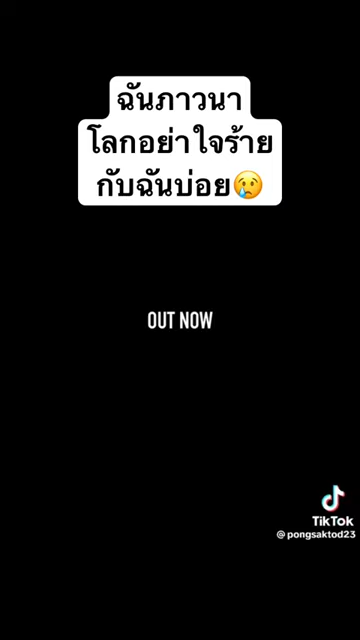 ฉันภาวนา
โลกอย่าใจร้าย
กับฉันบ่อย😢
OUT NOW
TikTok
@pongsaktod23